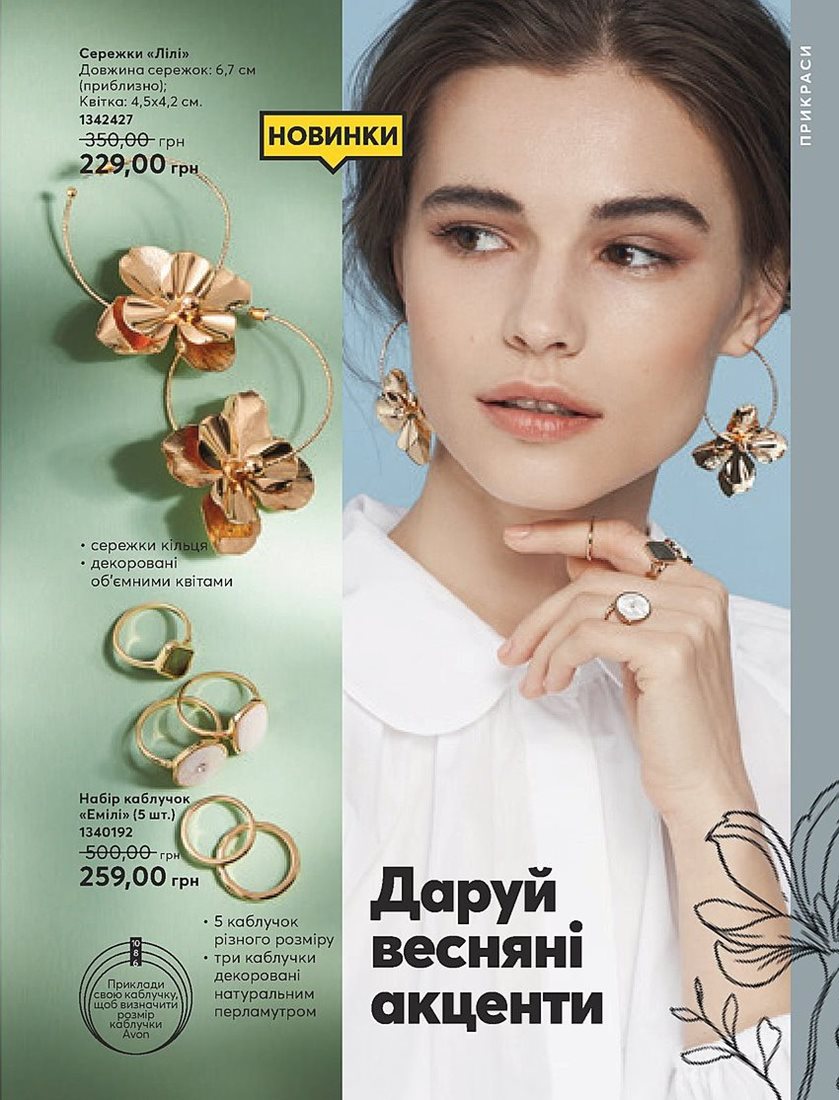 Сережки «Лілі»
Довжина сережок: 6,7 см
(приблизно);
Квітка: 4,5х4,2 см.
1342427
350,00 грн
229,00 грн
НОВИНКИ
ПРИКРАСИ
• сережки кільця
• декоровані
об’ємними квітами
Набір каблучок
«Емілі» (5 шт.)
1340192
500,00 грн
259,00 грн
• 5 каблучок
різного розміру
• три каблучки
декоровані
натуральним
перламутром
10
8
6
Приклади
свою каблучку,
щоб визначити
розмір
каблучки
Avon
Даруй
весняні
акценти